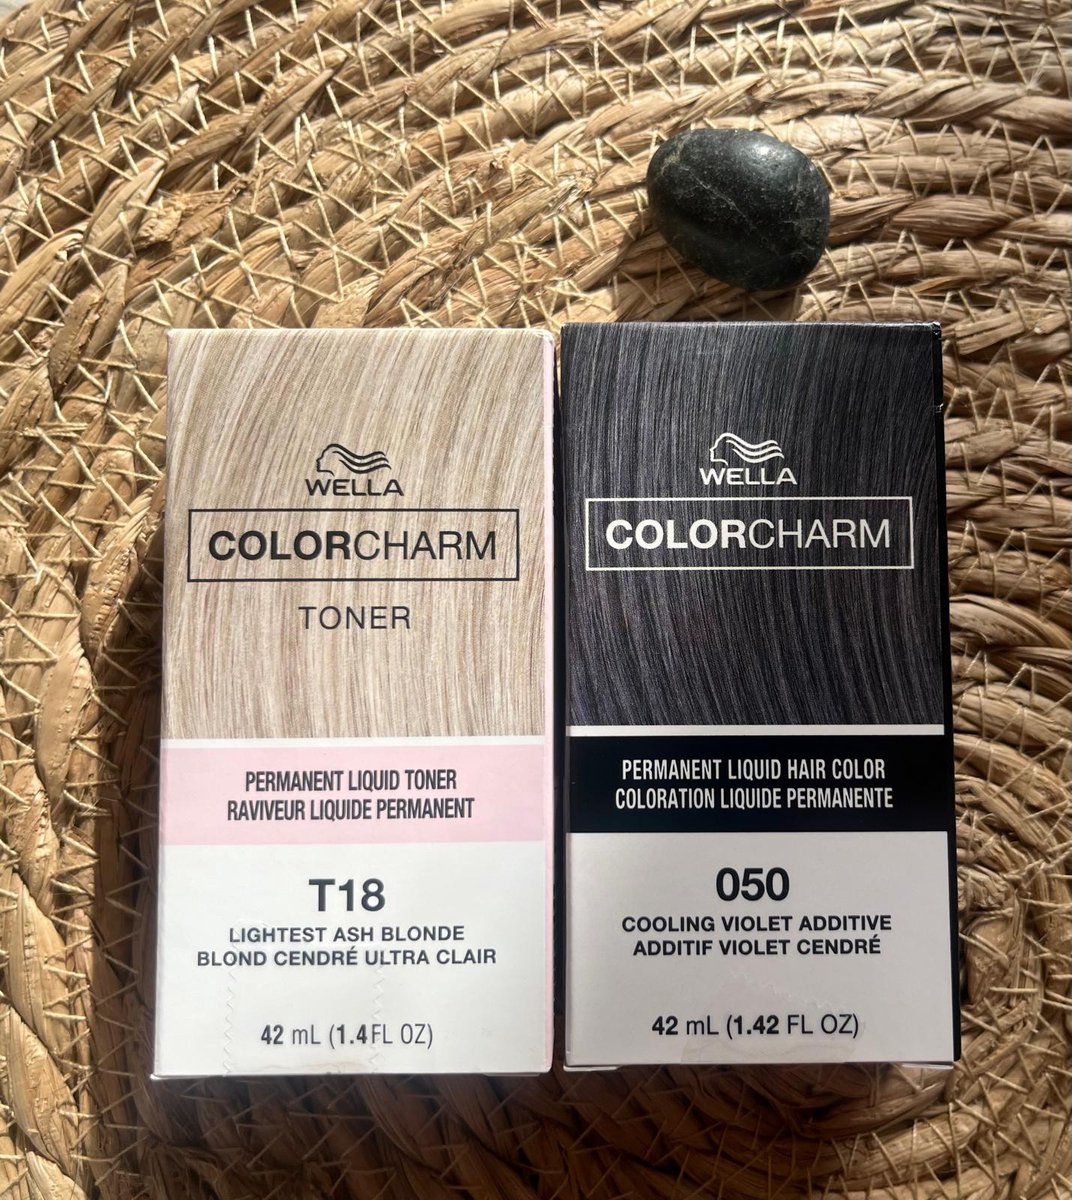 WELLA
COLORCHARM
TONER
PERMANENT LIQUID TONER
RAVIVEUR LIQUIDE PERMANENT
T18
LIGHTEST ASH BLONDE
BLOND CENDRÉ ULTRA CLAIR
42 mL (1.4 FL OZ)
WELLA
COLORCHARM
PERMANENT LIQUID HAIR COLOR
COLORATION LIQUIDE PERMANENTE
050
COOLING VIOLET ADDITIVE
ADDITIF VIOLET CENDRÉ
42 mL (1.42 FL OZ)